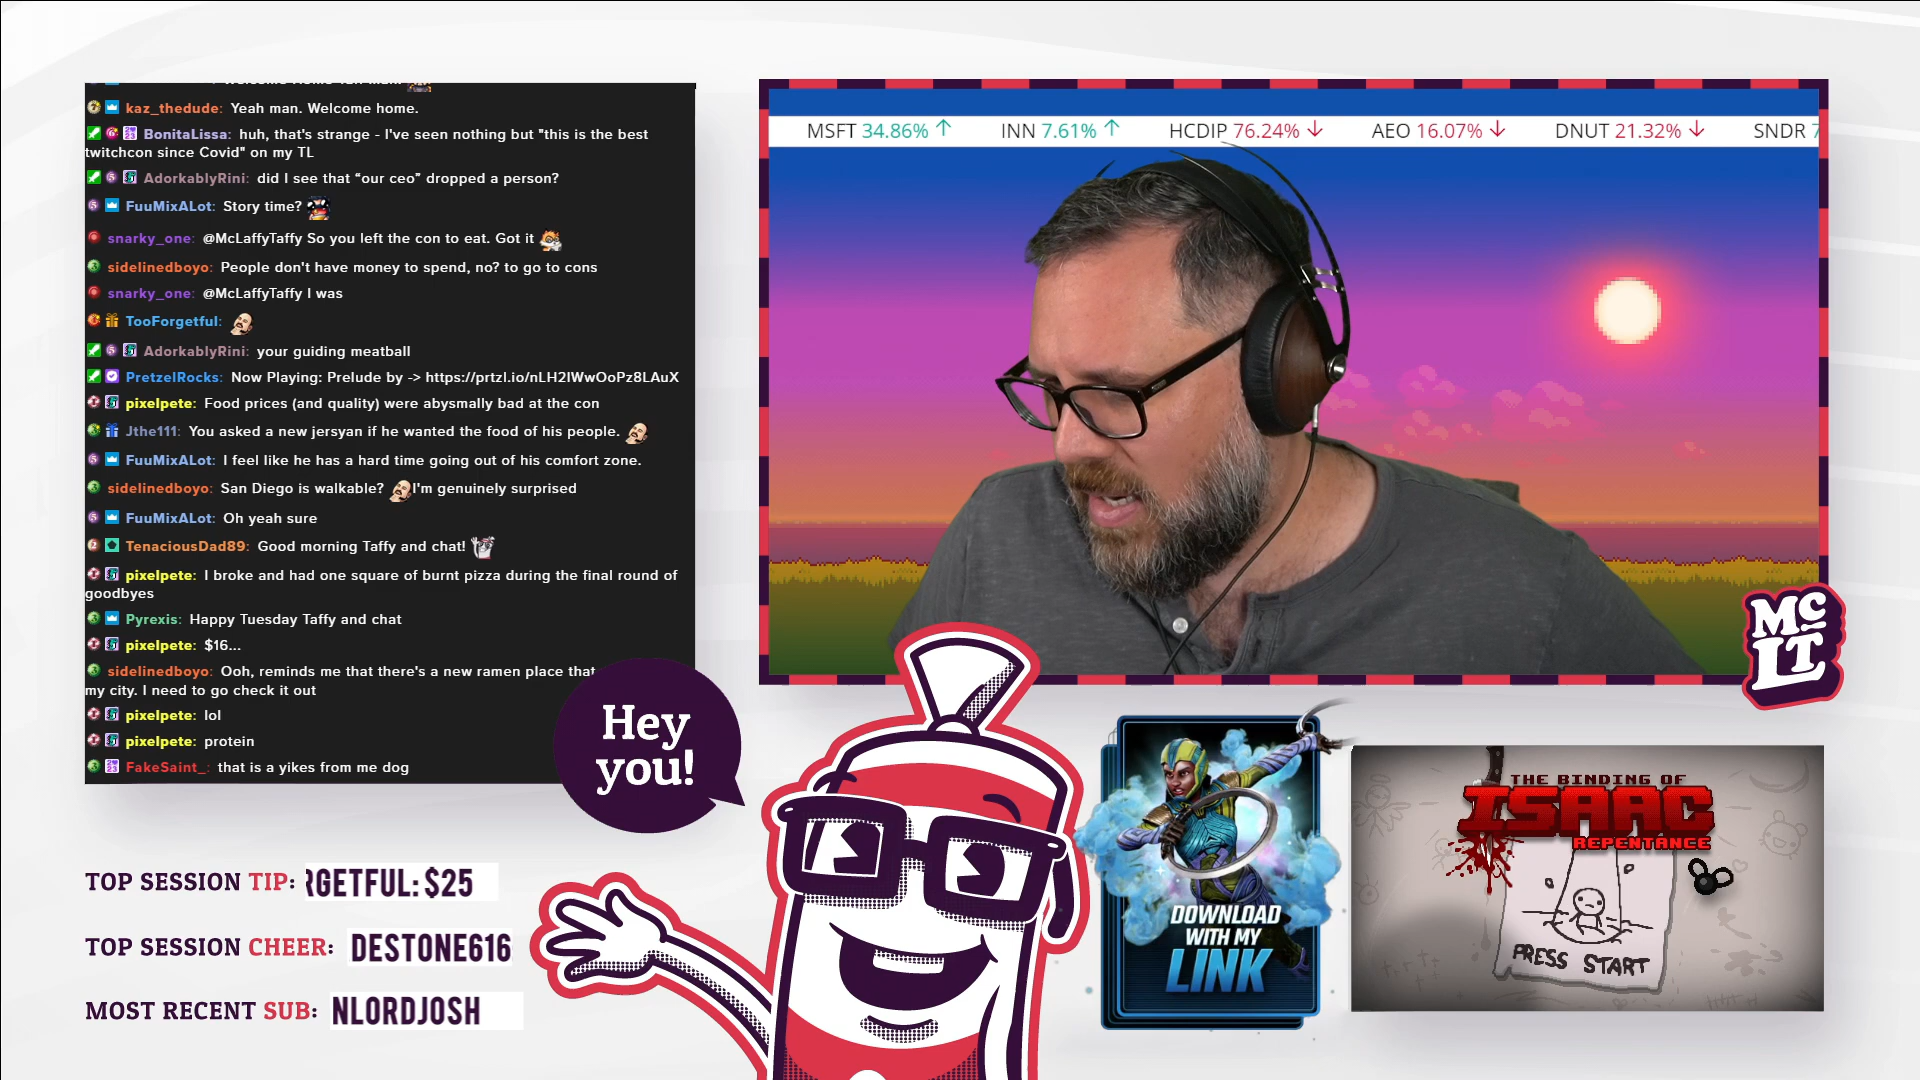 kaz_thedude: Yeah man. Welcome home.
BonitaLissa: huh, that's strange - I've seen nothing but "this is the best
twitchcon since Covid" on my TL
AdorkablyRini: did I see that “our ceo” dropped a person?
FuuMixALot: Story time?
snarky_one: @McLaffyTaffy So you left the con to eat. Got it
sidelinedboyo: People don't have money to spend, no? to go to cons
snarky_one: @McLaffyTaffy I was
TooForgetful:
AdorkablyRini: your guiding meatball
PretzelRocks: Now Playing: Prelude by -> https://prtzl.io/nLH2IWwOoPz8LAuX
pixelpete: Food prices (and quality) were abysmally bad at the con
Jthe111: You asked a new jersyan if he wanted the food of his people.
FuuMixALot: I feel like he has a hard time going out of his comfort zone.
sidelinedboyo: San Diego is walkable? I'm genuinely surprised
FuuMixALot: Oh yeah sure
TenaciousDad89: Good morning Taffy and chat!
pixelpete: I broke and had one square of burnt pizza during the final round of
goodbyes
Pyrexis: Happy Tuesday Taffy and chat
pixelpete: $16...
sidelinedboyo: Ooh, reminds me that there's a new ramen place that
my city. I need to go check it out
pixelpete: lol
pixelpete: protein
FakeSaint_: that is a yikes from me dog
MSFT 34.86% INN 7.61% HCDIP 76.24% AEO 16.07% DNUT 21.32% SNDR 7
McLT
Hey
you!
TOP SESSION TIP: RGETFUL: $25
TOP SESSION CHEER: DESTONE616
MOST RECENT SUB: NLORDJOSH
DOWNLOAD
WITH MY
LINK
THE BINDING OF
ISAAC
REPENTANCE
PRESS START